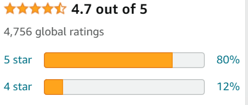 4.7 out of 5
4,756 global ratings
5 star 80%
4 star 12%